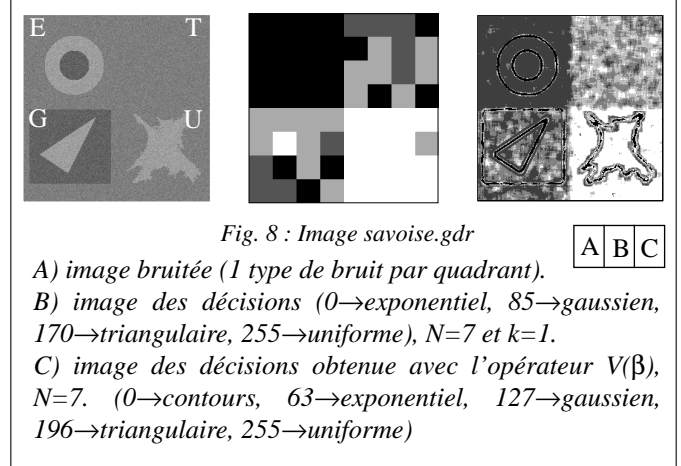 E T
G U
Fig. 8 : Image savoise.gdr
A B C
A) image bruitée (1 type de bruit par quadrant).
B) image des décisions (0→exponentiel, 85→gaussien,
170→triangulaire, 255→uniforme), N=7 et k=1.
C) image des décisions obtenue avec l'opérateur V(β),
N=7. (0→contours, 63→exponentiel, 127→gaussien,
196→triangulaire, 255→uniforme)